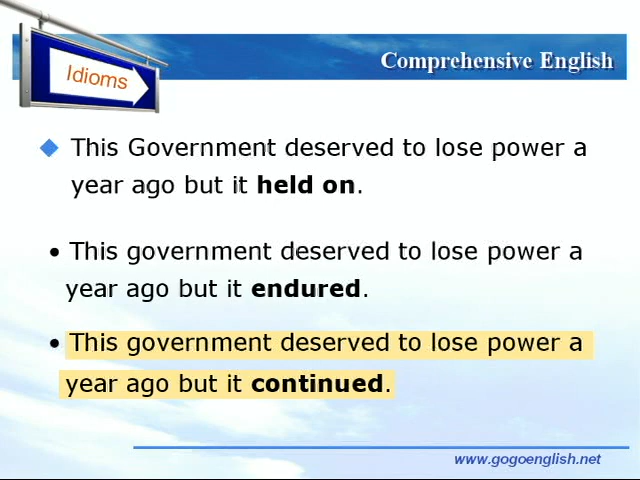 Idioms
Comprehensive English
This Government deserved to lose power a
year ago but it held on.
• This government deserved to lose power a
year ago but it endured.
• This government deserved to lose power a
year ago but it continued.
www.gogoenglish.net